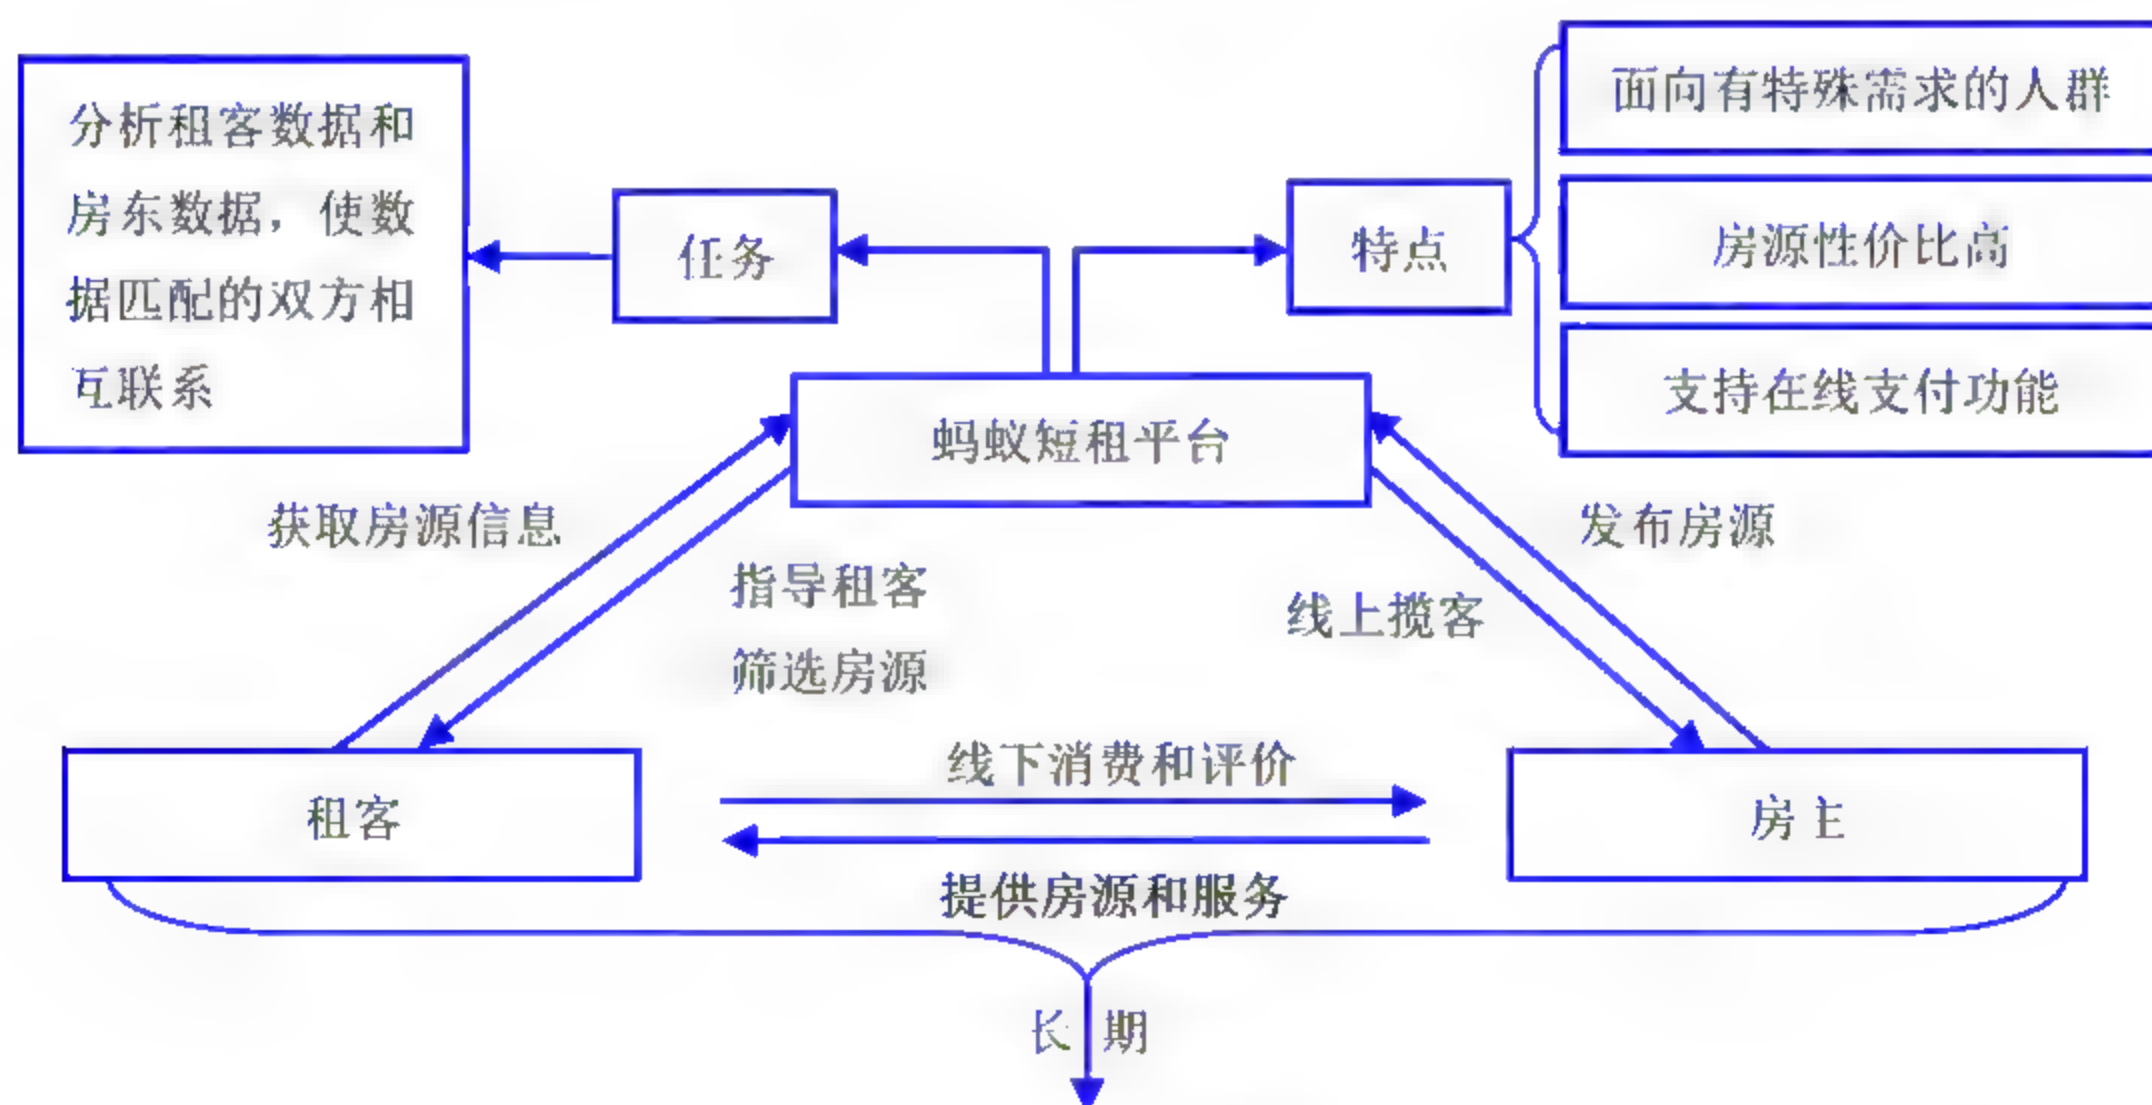 分析租客数据和
房东数据，使数
据匹配的双方相
互联系
任务
特点
面向有特殊需求的人群
房源性价比高
支持在线支付功能
蚂蚁短租平台
获取房源信息
指导租客
筛选房源
线上揽客
发布房源
租客
线下消费和评价
提供房源和服务
房主
长期